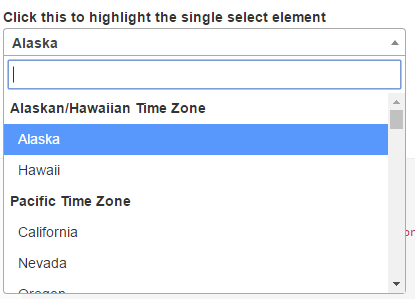 Click this to highlight the single select element
Alaska
Alaskan/Hawaiian Time Zone
Alaska
Hawaii
Pacific Time Zone
California
Nevada
Oregon